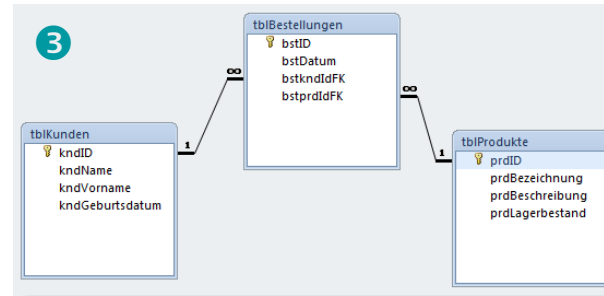 3
tblBestellungen
bstID
bstDatum
bstkndIdFK
bstprdIdFK
∞
∞
1
1
tblKunden
kndID
kndName
kndVorname
kndGeburtsdatum
tblProdukte
prdID
prdBezeichnung
prdBeschreibung
prdLagerbestand